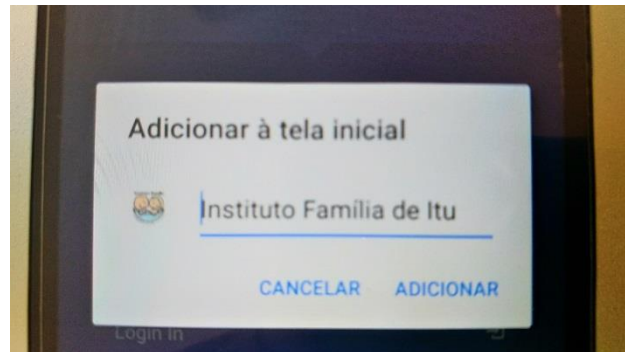 Adicionar à tela inicial
Instituto Família de Itu
CANCELAR ADICIONAR
Login In